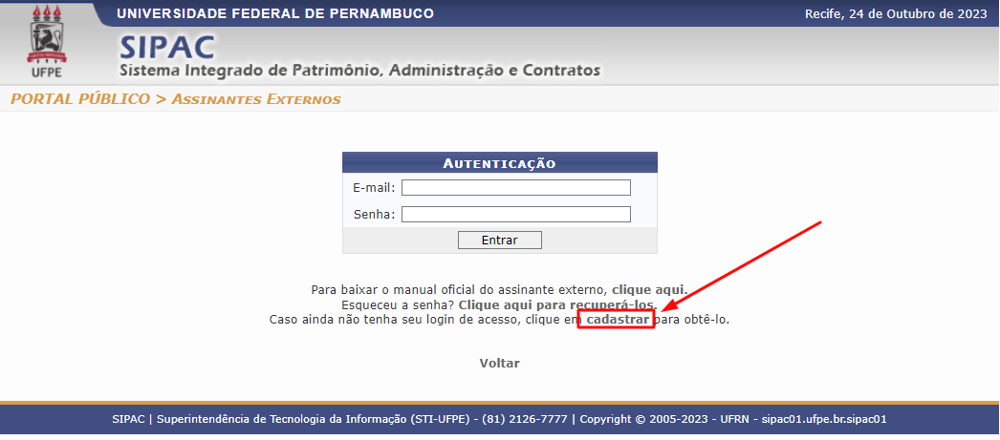 UNIVERSIDADE FEDERAL DE PERNAMBUCO
Recife, 24 de Outubro de 2023
UFPE
SIPAC
Sistema Integrado de Patrimônio, Administração e Contratos
PORTAL PÚBLICO > ASSINANTES EXTERNOS
AUTENTICAÇÃO
E-mail:
Senha:
Entrar
Para baixar o manual oficial do assinante externo, clique aqui.
Esqueceu a senha? Clique aqui para recuperá-los.
Caso ainda não tenha seu login de acesso, clique em cadastrar para obtê-lo.
Voltar
SIPAC | Superintendência de Tecnologia da Informação (STI-UFPE) - (81) 2126-7777 | Copyright © 2005-2023 - UFRN - sipac01.ufpe.br.sipac01